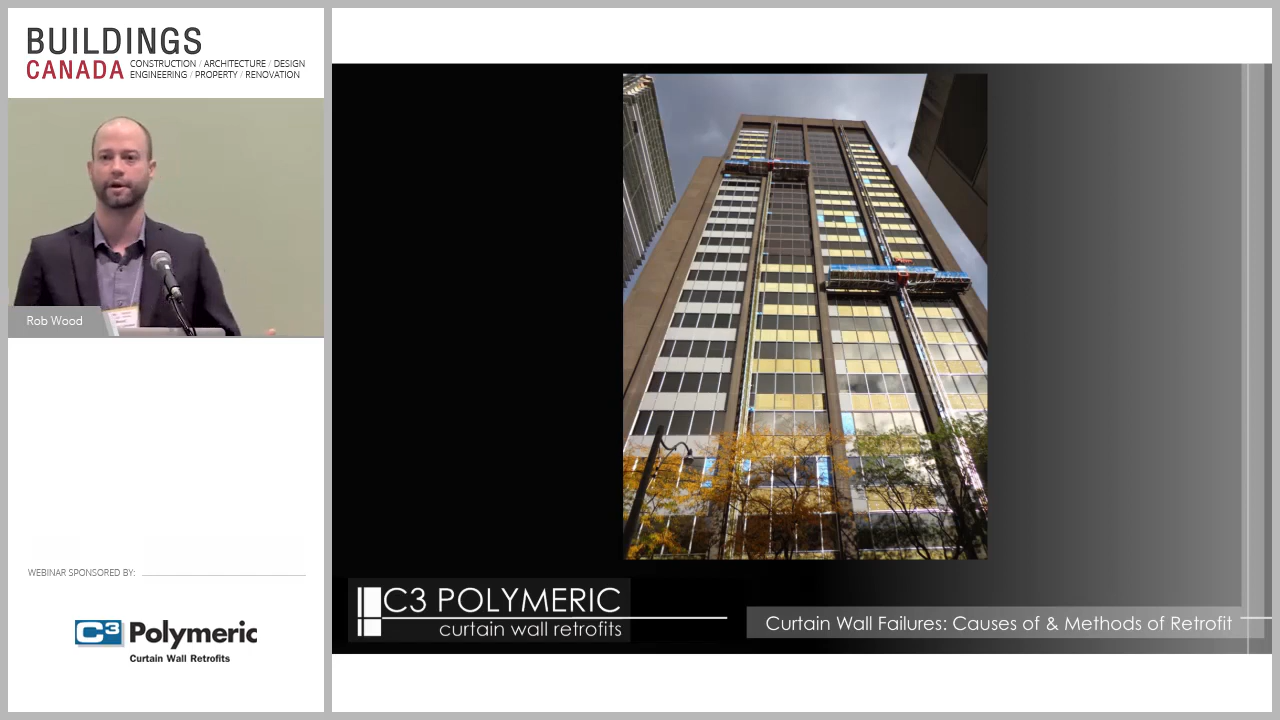 BUILDINGS
CANADA
CONSTRUCTION / ARCHITECTURE / DESIGN
ENGINEERING / PROPERTY / RENOVATION
Rob Wood
WEBINAR SPONSORED BY:
C3 Polymeric
Curtain Wall Retrofits
C3 POLYMERIC
curtain wall retrofits
Curtain Wall Failures: Causes of & Methods of Retrofit